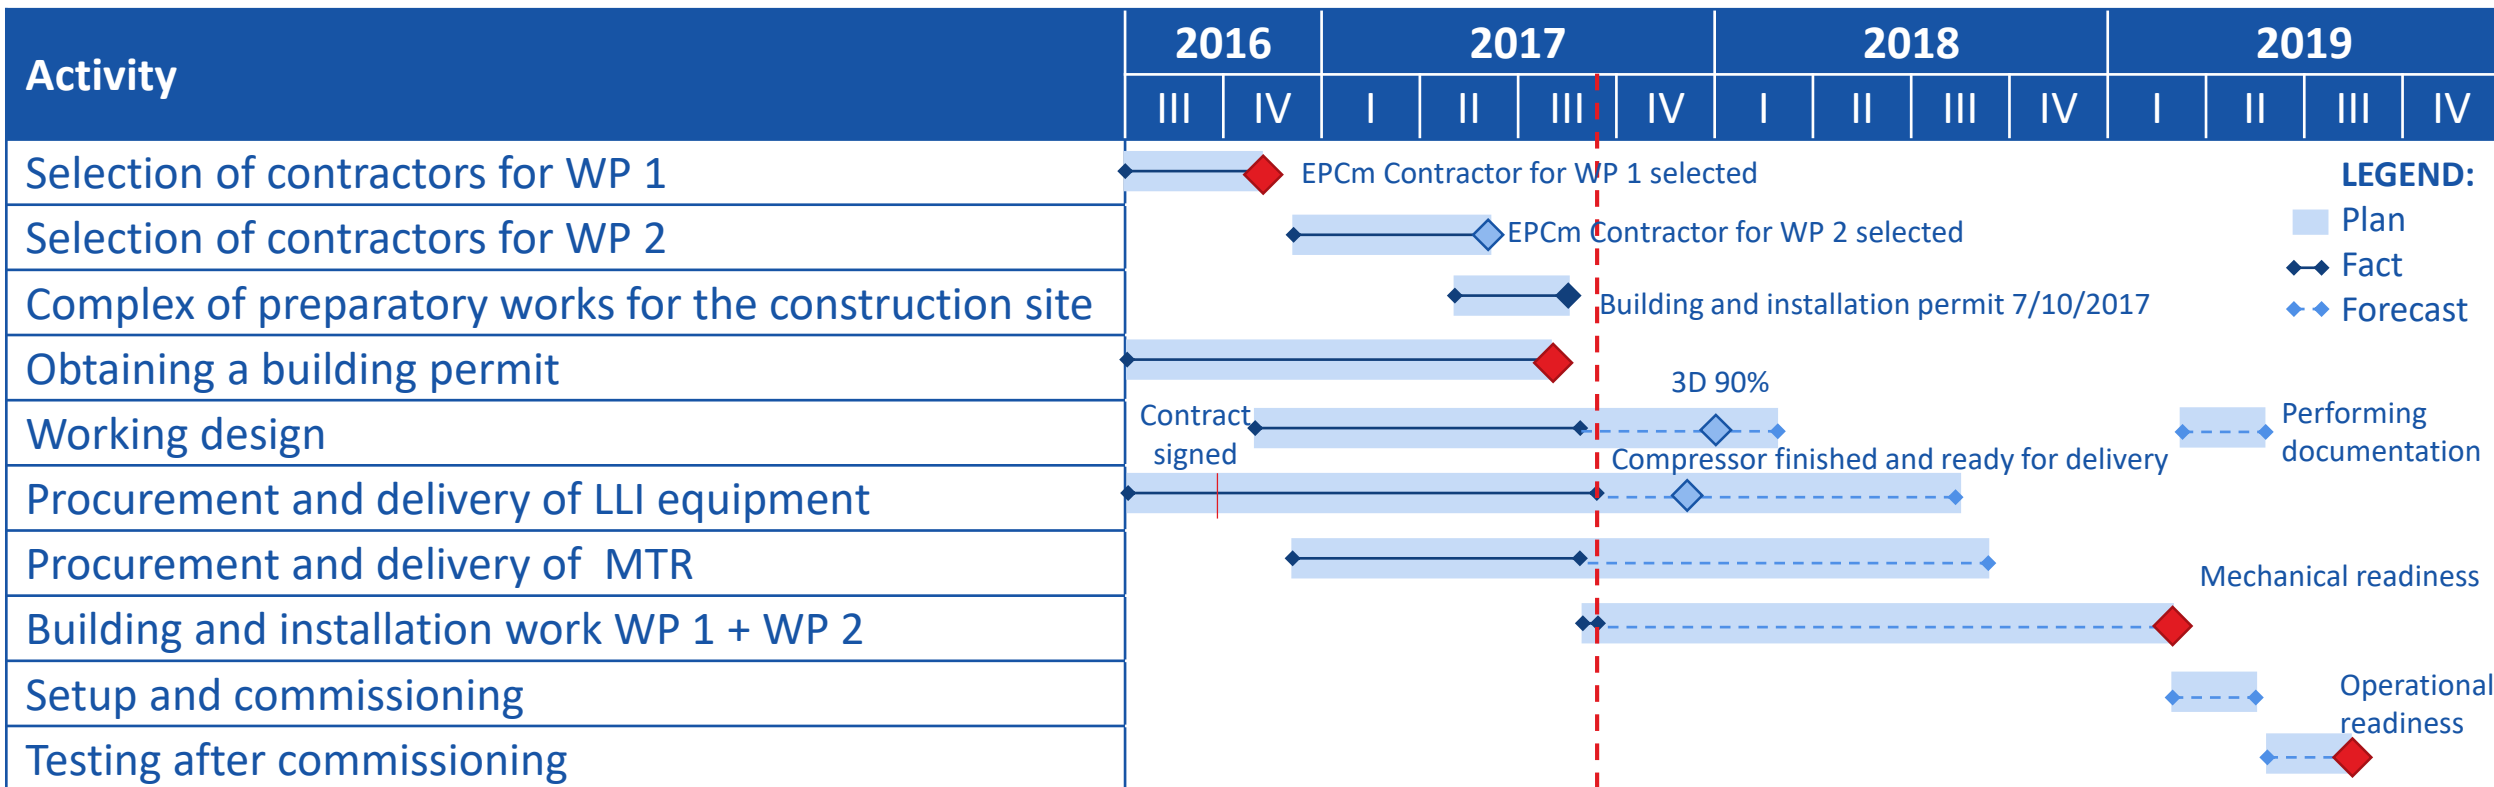 Activity
2016 2017 2018 2019
III IV I II III IV I II III IV I II III IV
Selection of contractors for WP 1
EPCm Contractor for WP 1 selected
LEGEND:
Plan
Fact
Forecast
Selection of contractors for WP 2
EPCm Contractor for WP 2 selected
Complex of preparatory works for the construction site
Building and installation permit 7/10/2017
Obtaining a building permit
3D 90%
Working design
Contract
signed
Performing
documentation
Compressor finished and ready for delivery
Procurement and delivery of LLI equipment
Procurement and delivery of MTR
Mechanical readiness
Building and installation work WP 1 + WP 2
Setup and commissioning
Operational
readiness
Testing after commissioning